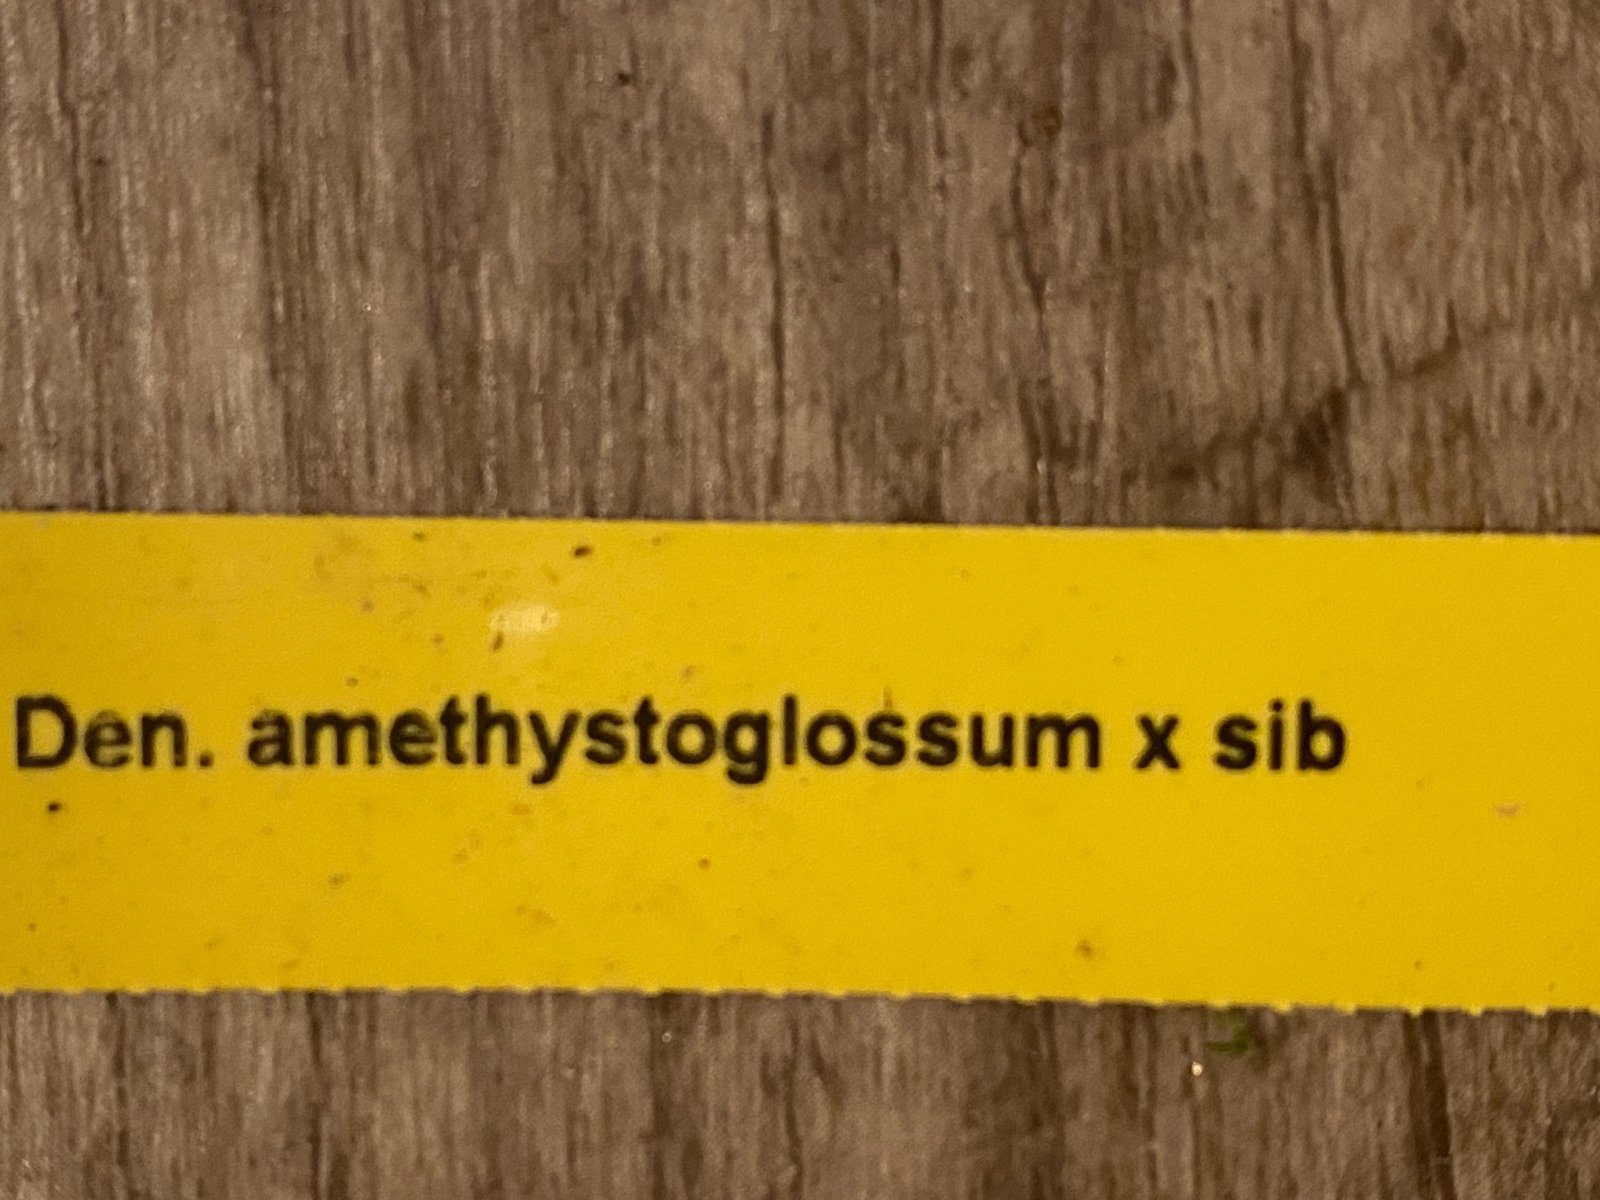 Den. amethystoglossum x sib